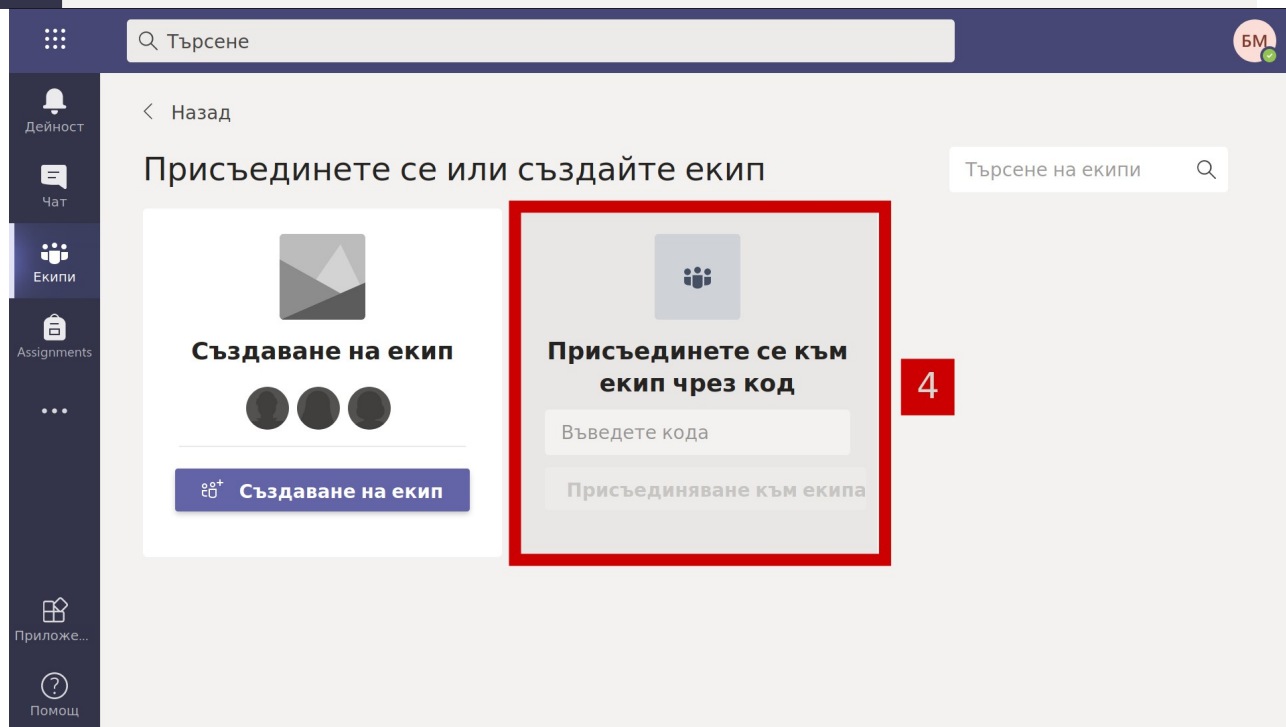 Търсене
БМ
Дейност
Чат
Екипи
Assignments
Приложе...
Помощ
Назад
Присъединете се или създайте екип
Търсене на екипи
Създаване на екип
Създаване на екип
Присъединете се към
екип чрез код
Въведете кода
Присъединяване към екипа
4